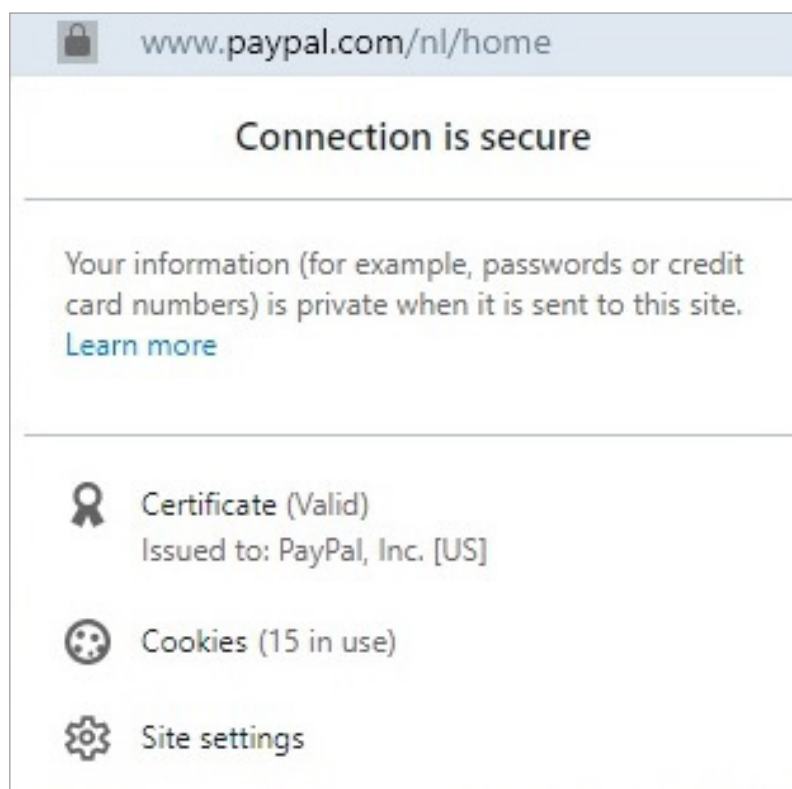 www.paypal.com/nl/home
Connection is secure
Your information (for example, passwords or credit
card numbers) is private when it is sent to this site.
Learn more
Certificate (Valid)
Issued to: PayPal, Inc. [US]
Cookies (15 in use)
Site settings